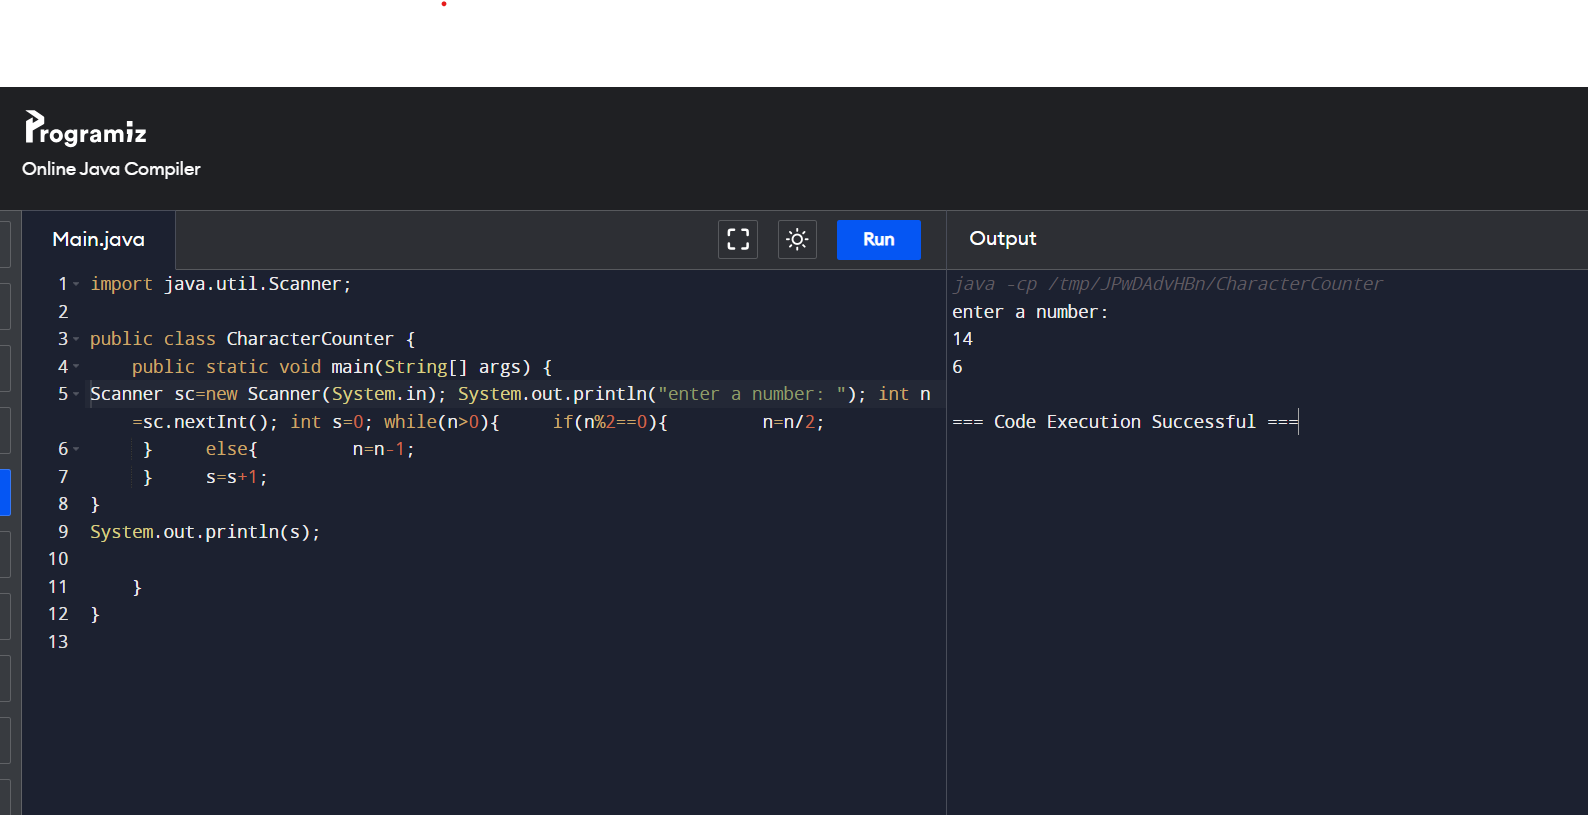 Programiz
Online Java Compiler
Main.java
Run
Output
1 import java.util.Scanner;
2
3 public class CharacterCounter {
4 public static void main(String[] args) {
5 Scanner sc=new Scanner(System.in); System.out.println("enter a number: "); int n
=sc.nextInt(); int s=0; while(n>0){ if(n%2==0){ n=n/2;
6 } else{ n=n-1;
7 } s=s+1;
8 }
9 System.out.println(s);
10
11 }
12 }
13
java -cp /tmp/JPwDAdvHBn/CharacterCounter
enter a number:
14
6
=== Code Execution Successful ===